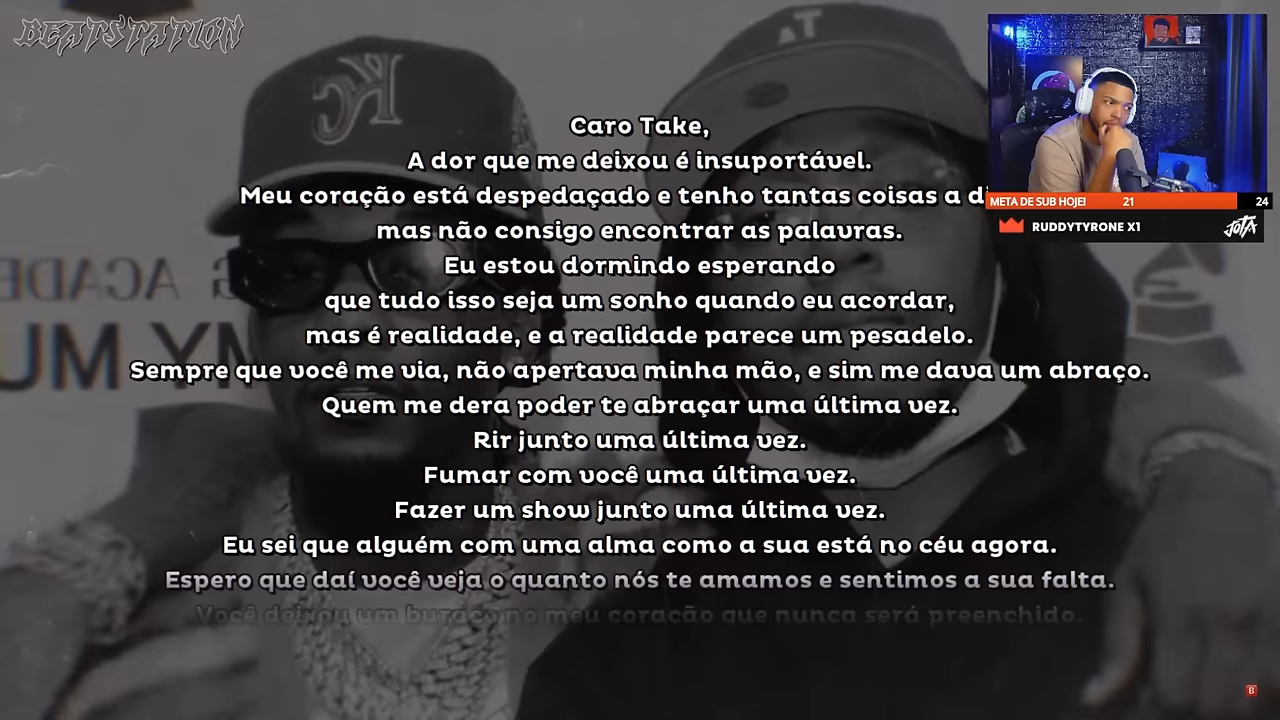 BEATSTATION
AT
Caro Take,
A dor que me deixou é insuportável.
Meu coração está despedaçado e tenho tantas coisas a di
mas não consigo encontrar as palavras.
Eu estou dormindo esperando
que tudo isso seja um sonho quando eu acordar,
mas é realidade, e a realidade parece um pesadelo.
Sempre que você me via, não apertava minha mão, e sim me dava um abraço.
Quem me dera poder te abraçar uma última vez.
Rir junto uma última vez.
Fumar com você uma última vez.
Fazer um show junto uma última vez.
Eu sei que alguém com uma alma como a sua está no céu agora.
Espero que daí você veja o quanto nós te amamos e sentimos a sua falta.
Você deixou um buraco no meu coração que nunca será preenchido.
META DE SUB HOJE! 21 24
RUDDYTYRONE X1
JOTA
B